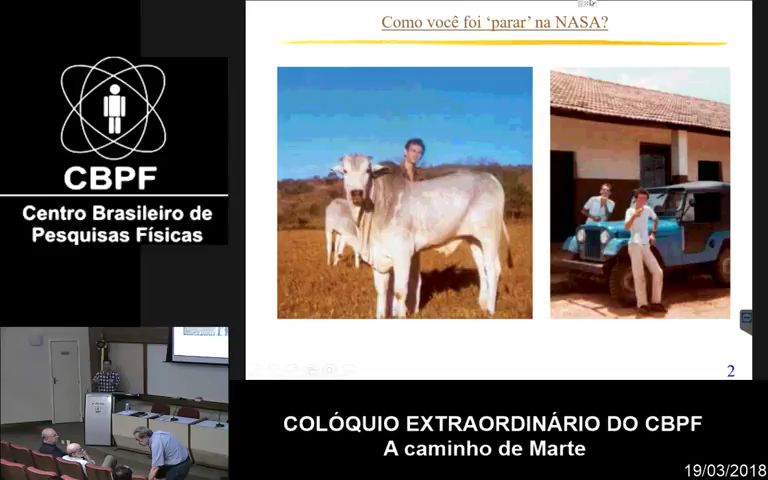 Como você foi ‘parar’ na NASA?
CBPF
Centro Brasileiro de
Pesquisas Físicas
2
COLÓQUIO EXTRAORDINÁRIO DO CBPF
A caminho de Marte
19/03/2018